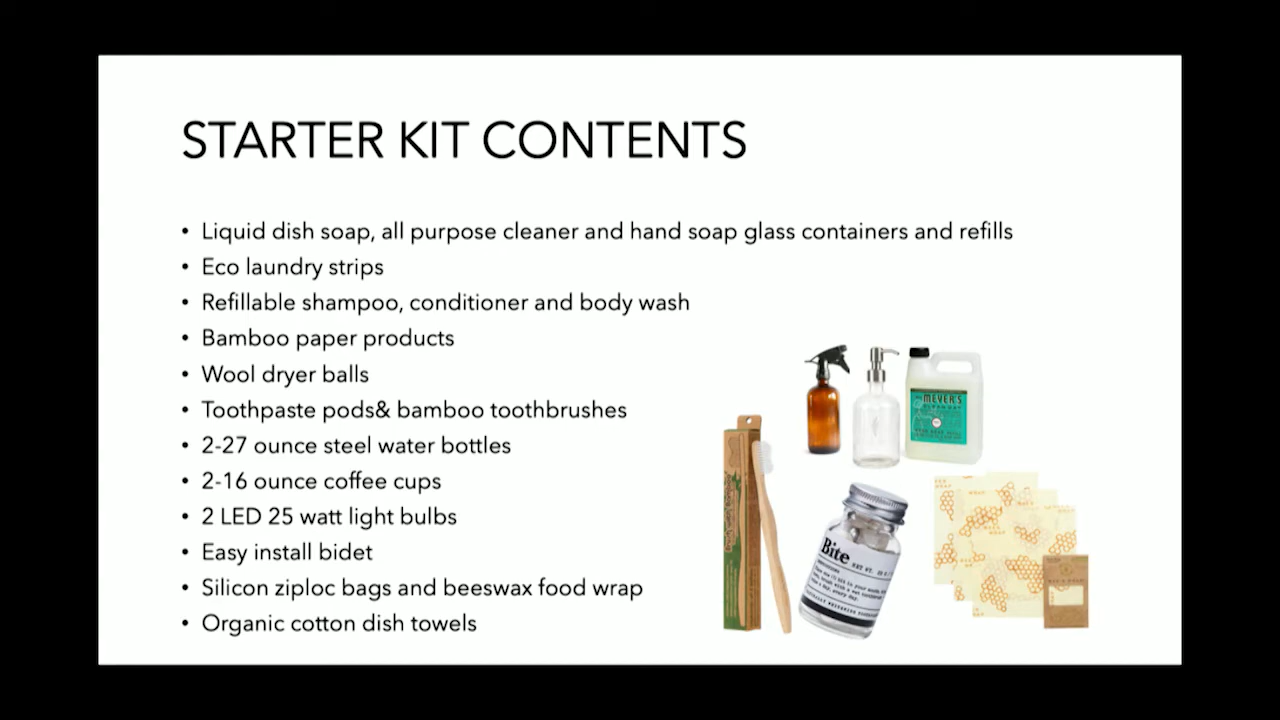 STARTER KIT CONTENTS
• Liquid dish soap, all purpose cleaner and hand soap glass containers and refills
• Eco laundry strips
• Refillable shampoo, conditioner and body wash
• Bamboo paper products
• Wool dryer balls
• Toothpaste pods& bamboo toothbrushes
• 2-27 ounce steel water bottles
• 2-16 ounce coffee cups
• 2 LED 25 watt light bulbs
• Easy install bidet
• Silicon ziploc bags and beeswax food wrap
• Organic cotton dish towels
MEYER'S
CLEAN DAY
Bite